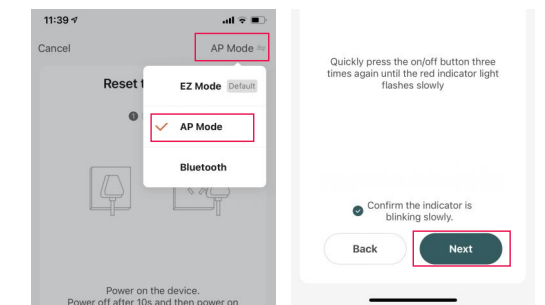 11:39
Cancel
AP Mode
Reset t
EZ Mode Default
AP Mode
Bluetooth
1
Power on the device.
Power off after 10s and then power on
Quickly press the on/off button three
times again until the red indicator light
flashes slowly
Confirm the indicator is
blinking slowly.
Back
Next